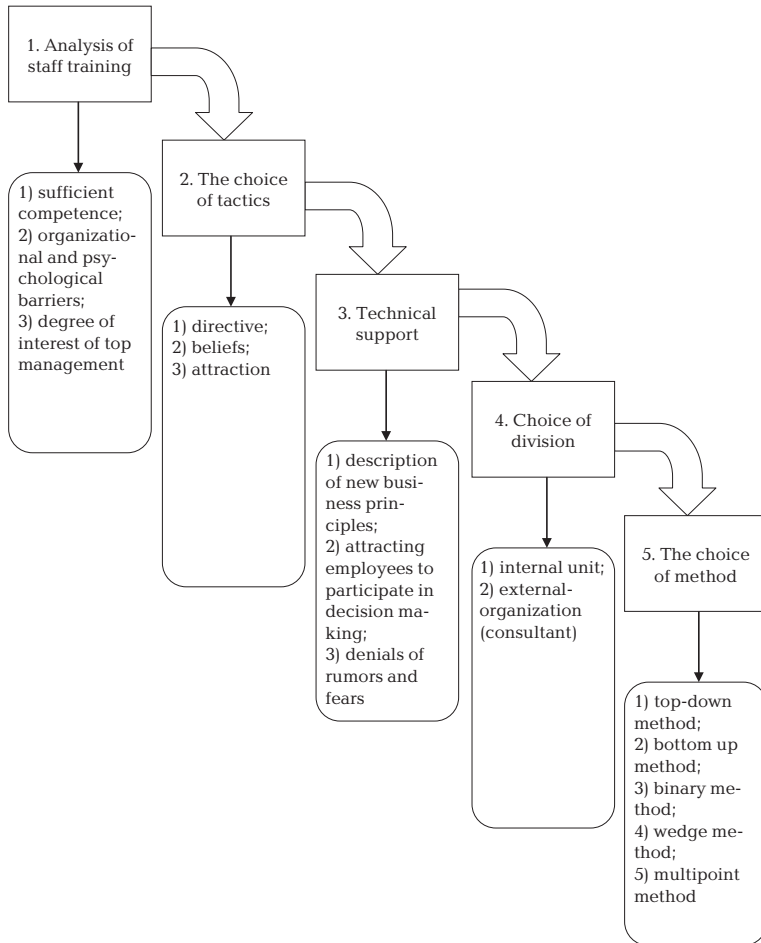 1. Analysis of
staff training
1) sufficient
competence;
2) organizatio-
nal and psy-
chological
barriers;
3) degree of
interest of top
management
2. The choice
of tactics
1) directive;
2) beliefs;
3) attraction
3. Technical
support
1) description
of new busi-
ness prin-
ciples;
2) attracting
employees to
participate in
decision ma-
king;
3) denials of
rumors and
fears
4. Choice of
division
1) internal unit;
2) external-
organization
(consultant)
5. The choice
of method
1) top-down
method;
2) bottom up
method;
3) binary me-
thod;
4) wedge me-
thod;
5) multipoint
method